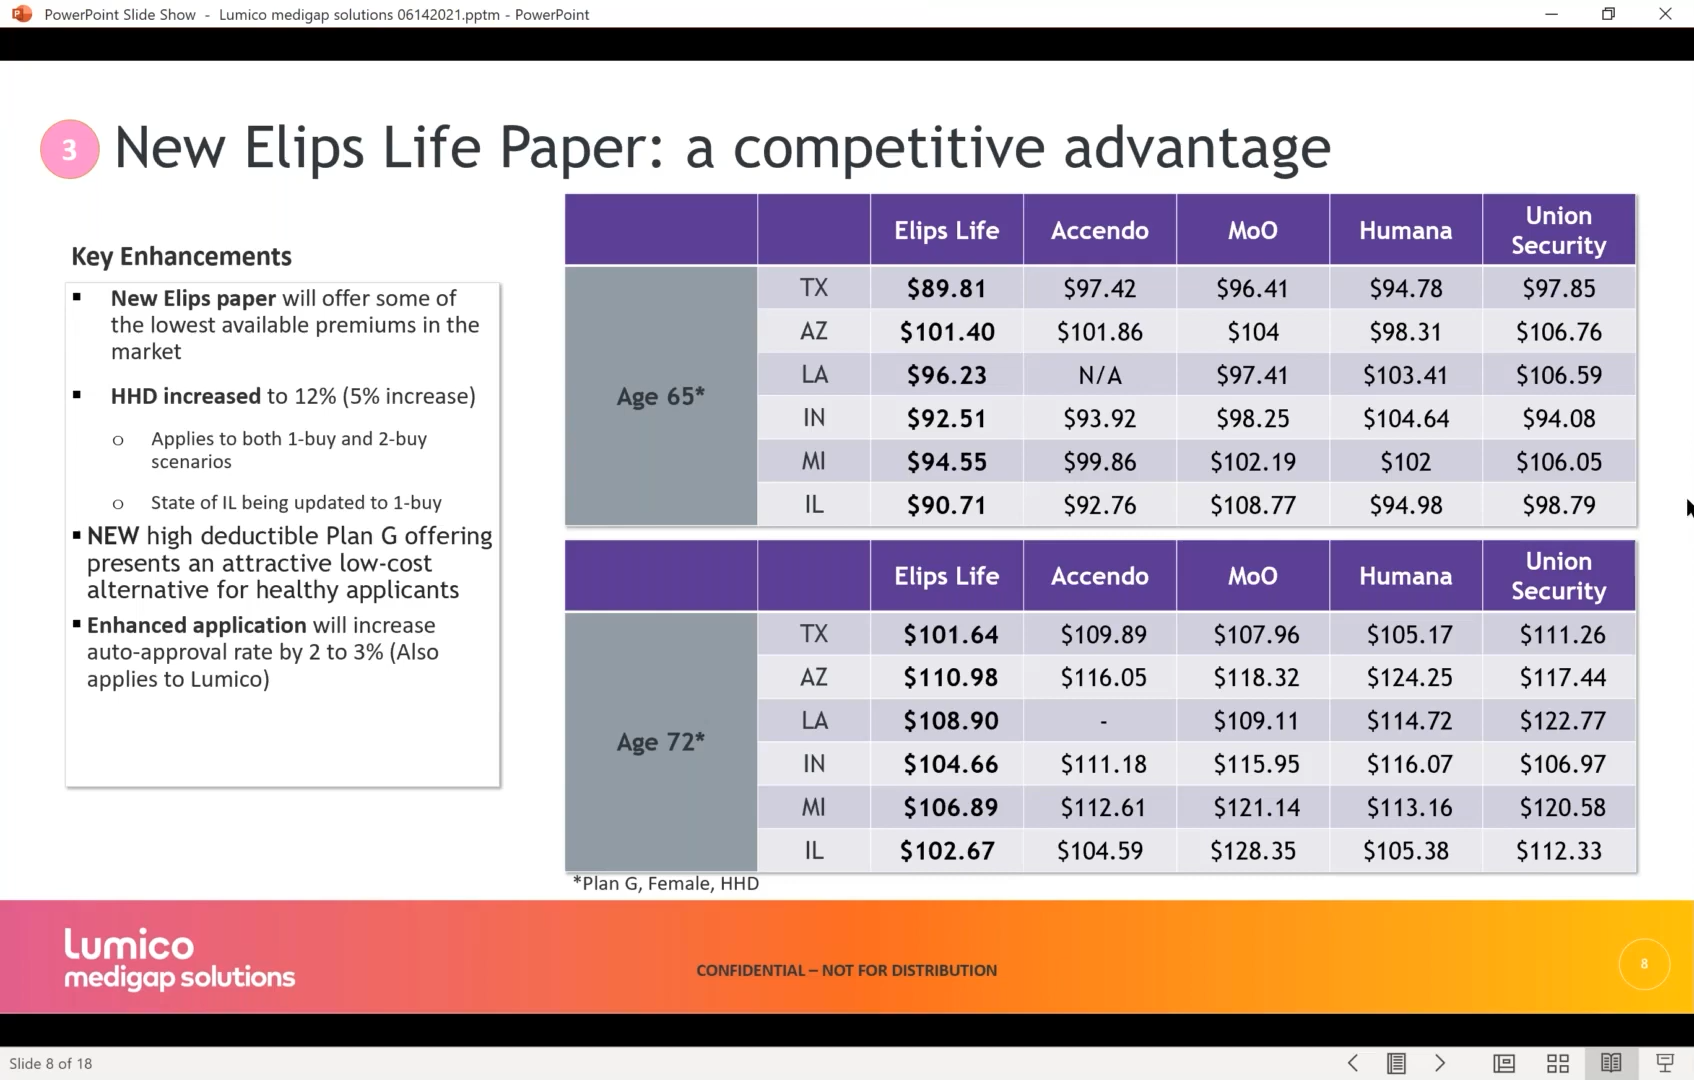 PowerPoint Slide Show - Lumico medigap solutions 06142021.pptm - PowerPoint
3
New Elips Life Paper: a competitive advantage
Key Enhancements
▪ New Elips paper will offer some of
the lowest available premiums in the
market
▪ HHD increased to 12% (5% increase)
o Applies to both 1-buy and 2-buy
scenarios
o State of IL being updated to 1-buy
▪ NEW high deductible Plan G offering
presents an attractive low-cost
alternative for healthy applicants
▪ Enhanced application will increase
auto-approval rate by 2 to 3% (Also
applies to Lumico)
Elips Life Accendo MoO Humana Union
Security
Age 65*
TX $89.81 $97.42 $96.41 $94.78 $97.85
AZ $101.40 $101.86 $104 $98.31 $106.76
LA $96.23 N/A $97.41 $103.41 $106.59
IN $92.51 $93.92 $98.25 $104.64 $94.08
MI $94.55 $99.86 $102.19 $102 $106.05
IL $90.71 $92.76 $108.77 $94.98 $98.79
Elips Life Accendo MoO Humana Union
Security
Age 72*
TX $101.64 $109.89 $107.96 $105.17 $111.26
AZ $110.98 $116.05 $118.32 $124.25 $117.44
LA $108.90 - $109.11 $114.72 $122.77
IN $104.66 $111.18 $115.95 $116.07 $106.97
MI $106.89 $112.61 $121.14 $113.16 $120.58
IL $102.67 $104.59 $128.35 $105.38 $112.33
*Plan G, Female, HHD
Lumico
medigap solutions
CONFIDENTIAL – NOT FOR DISTRIBUTION
8
Slide 8 of 18